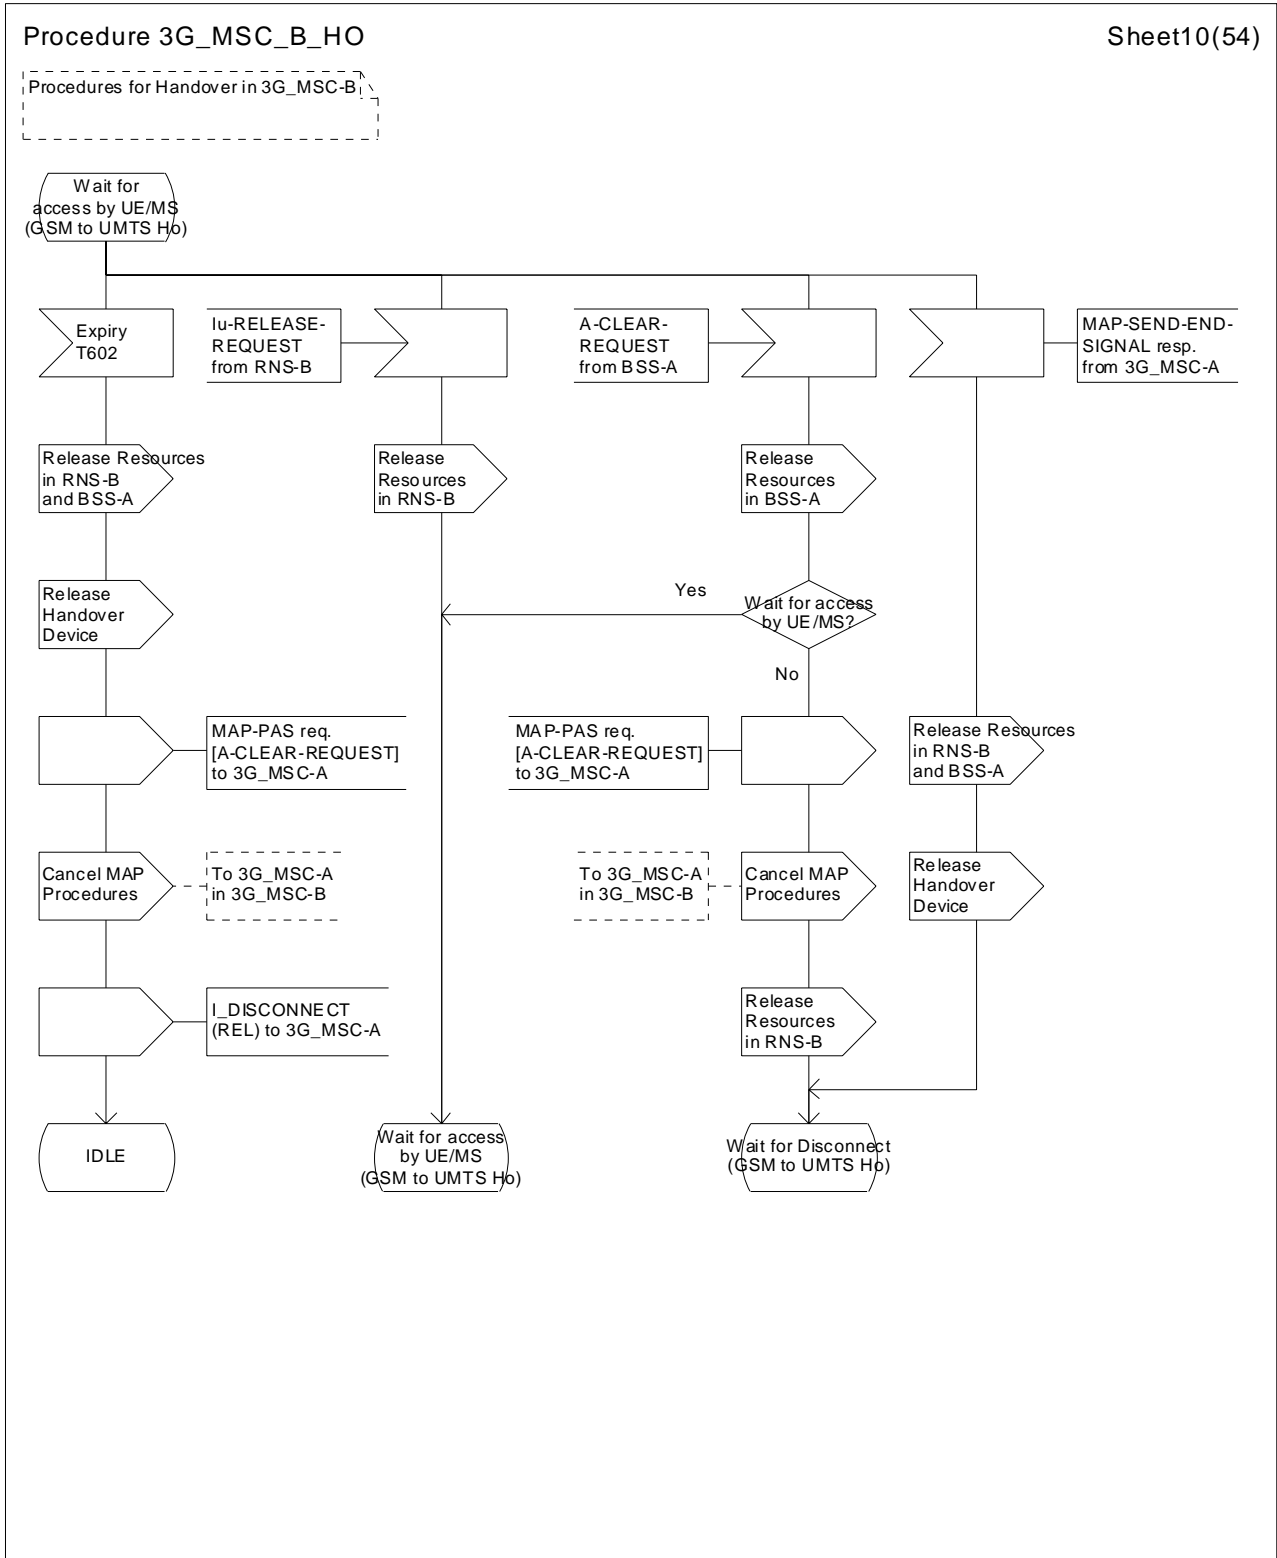 Procedure 3G_MSC_B_HO
Sheet10(54)
Procedures for Handover in 3G_MSC-B
Wait for
access by UE/MS
(GSM to UMTS Ho)
Expiry
T602
Iu-RELEASE-
REQUEST
from RNS-B
A-CLEAR-
REQUEST
from BSS-A
MAP-SEND-END-
SIGNAL resp.
from 3G_MSC-A
Release Resources
in RNS-B
and BSS-A
Release
Resources
in RNS-B
Release
Resources
in BSS-A
Release
Handover
Device
Yes
Wait for access
by UE/MS?
No
MAP-PAS req.
[A-CLEAR-REQUEST]
to 3G_MSC-A
MAP-PAS req.
[A-CLEAR-REQUEST]
to 3G_MSC-A
Release Resources
in RNS-B
and BSS-A
Cancel MAP
Procedures
To 3G_MSC-A
in 3G_MSC-B
To 3G_MSC-A
in 3G_MSC-B
Cancel MAP
Procedures
Release
Handover
Device
I_DISCONNECT
(REL) to 3G_MSC-A
Release
Resources
in RNS-B
IDLE
Wait for access
by UE/MS
(GSM to UMTS Ho)
Wait for Disconnect
(GSM to UMTS Ho)